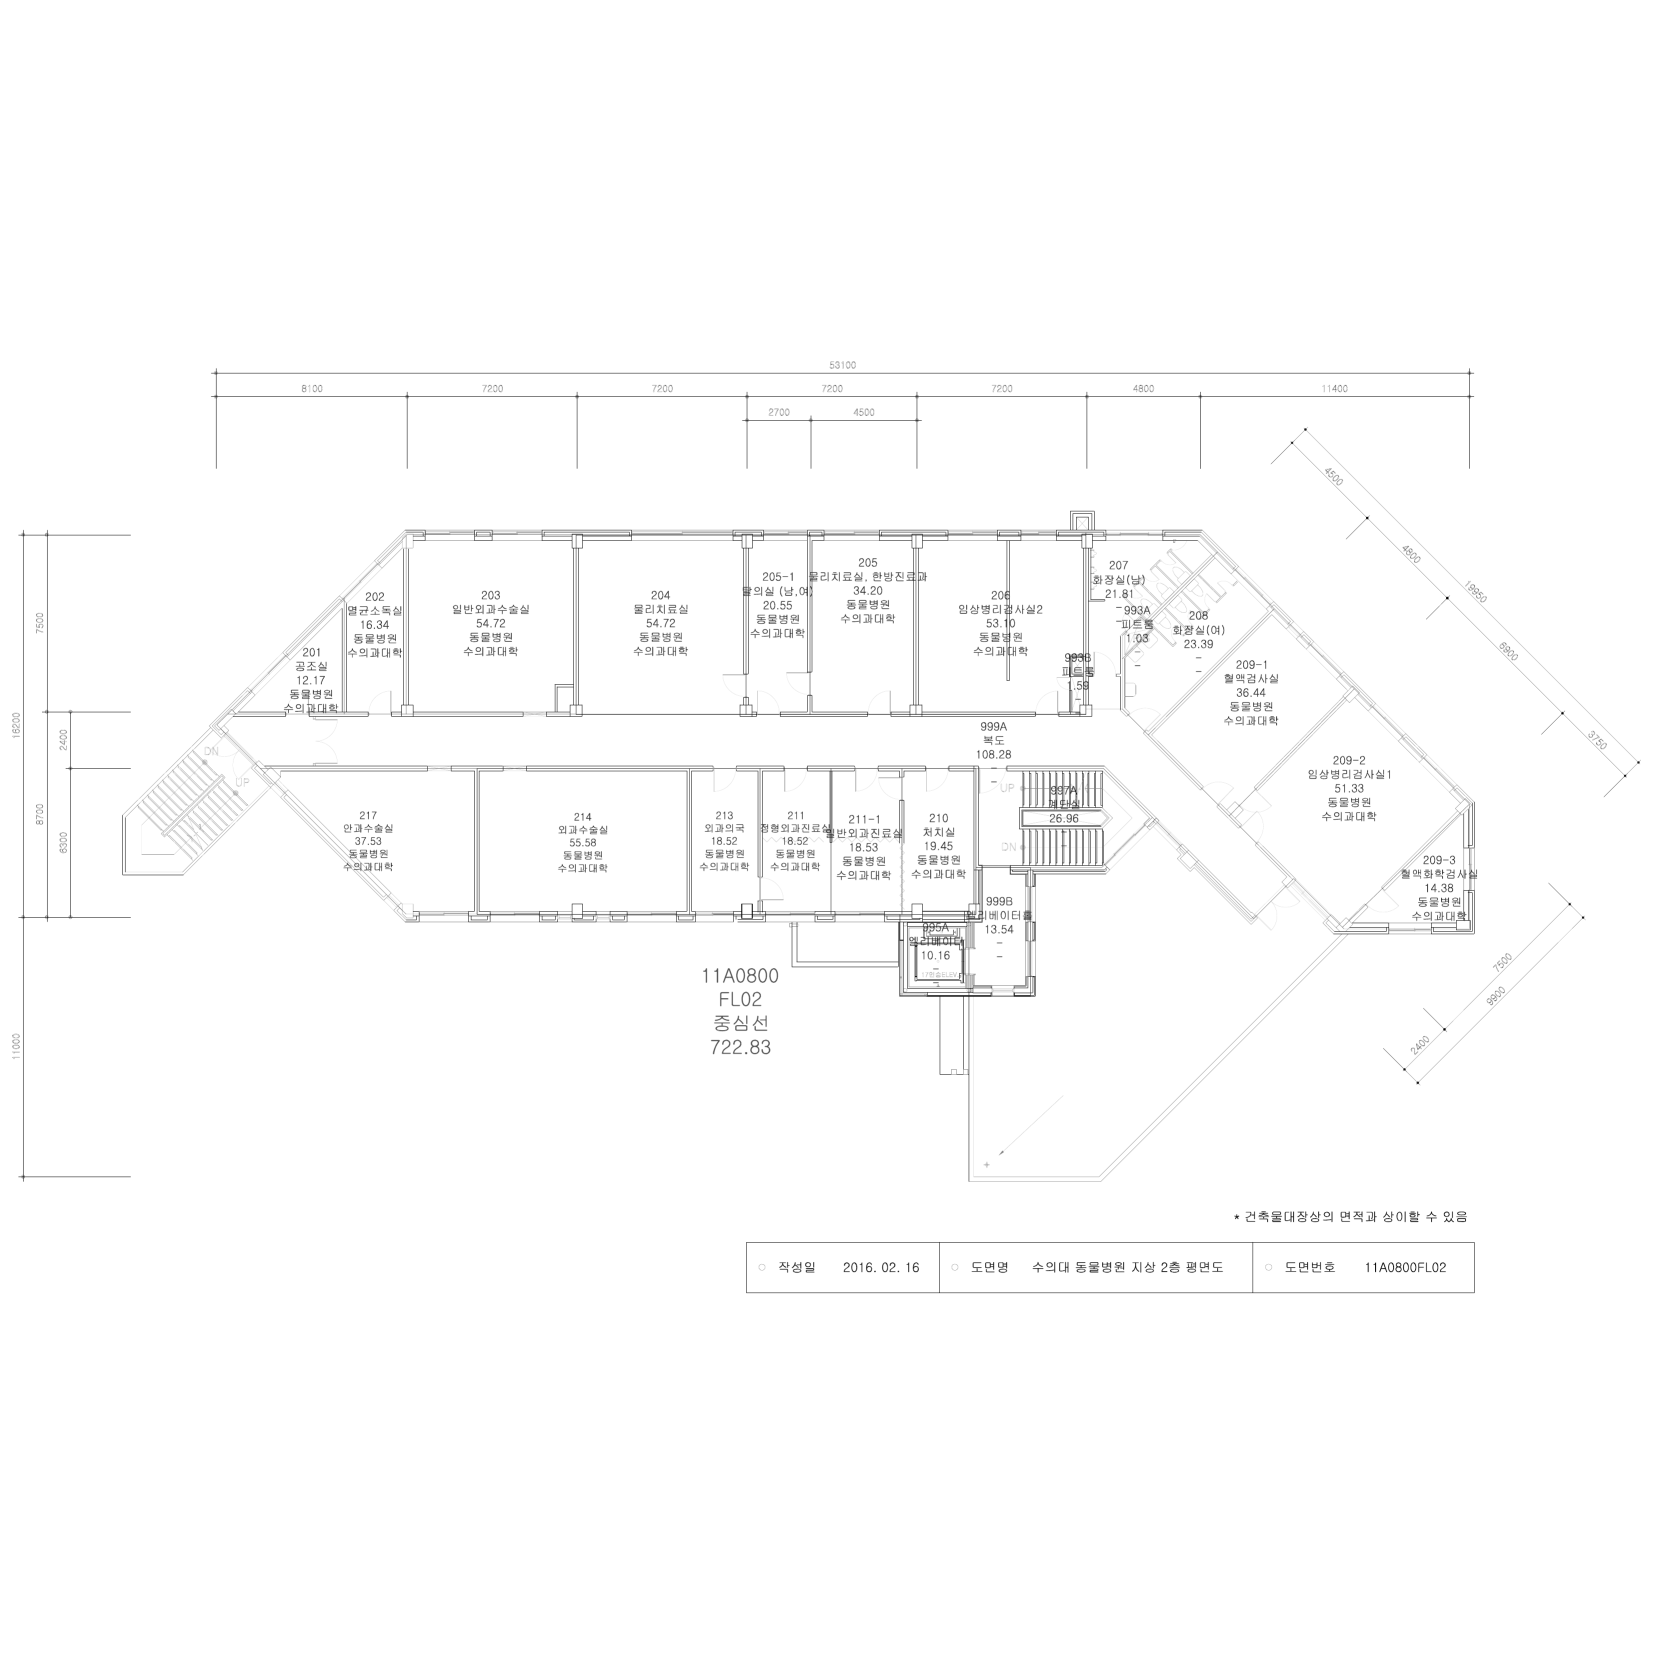 53100
8100
7200
7200
7200
7200
4800
11400
2700
4500
4500
4800
19950
6900
3750
18200
7500
2400
8700
6300
11000
7500
9900
2400
201
공조실
12.17
동물병원
수의과대학
202
멸균소독실
16.34
동물병원
수의과대학
203
일반외과수술실
54.72
동물병원
수의과대학
204
물리치료실
54.72
동물병원
수의과대학
205-1
탈의실 (남,여)
20.55
동물병원
수의과대학
205
물리치료실, 한방진료과
34.20
동물병원
수의과대학
206
임상병리검사실2
53.10
동물병원
수의과대학
207
화장실(남)
21.81
–
993A
피트룸
1.03
–
–
208
화장실(여)
23.39
–
–
993B
피트룸
1.59
–
–
209-1
혈액검사실
36.44
동물병원
수의과대학
209-2
임상병리검사실1
51.33
동물병원
수의과대학
209-3
혈액화학검사실
14.38
동물병원
수의과대학
999A
복도
108.28
–
–
DN
UP
217
안과수술실
37.53
동물병원
수의과대학
214
외과수술실
55.58
동물병원
수의과대학
213
외과의국
18.52
동물병원
수의과대학
211
정형외과진료실
18.52
동물병원
수의과대학
211-1
일반외과진료실
18.53
동물병원
수의과대학
210
처치실
19.45
동물병원
수의과대학
UP
DN
997A
계단실
26.96
–
–
999B
엘리베이터홀
13.54
–
–
995A
엘리베이터
10.16
–
–
11A0800
FL02
중심선
722.83
* 건축물대장상의 면적과 상이할 수 있음
○ 작성일 2016. 02. 16 ○ 도면명 수의대 동물병원 지상 2층 평면도 ○ 도면번호 11A0800FL02